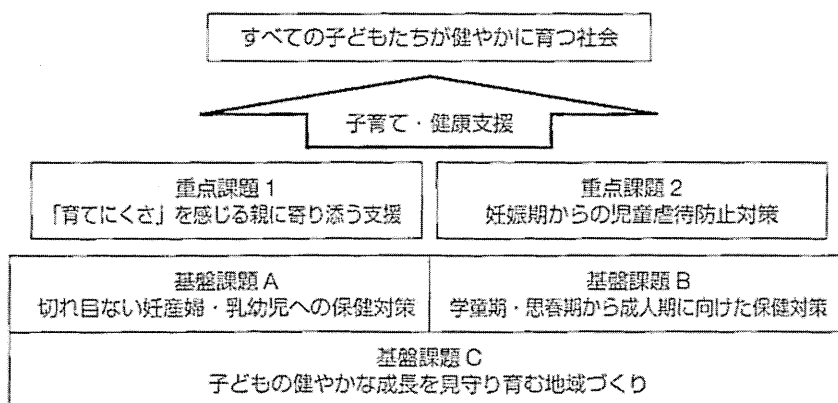 すべての子どもたちが健やかに育つ社会
子育て・健康支援
重点課題1
「育てにくさ」を感じる親に寄り添う支援
重点課題2
妊娠期からの児童虐待防止対策
基盤課題A
切れ目ない妊産婦・乳幼児への保健対策
基盤課題B
学童期・思春期から成人期に向けた保健対策
基盤課題C
子どもの健やかな成長を見守り育む地域づくり